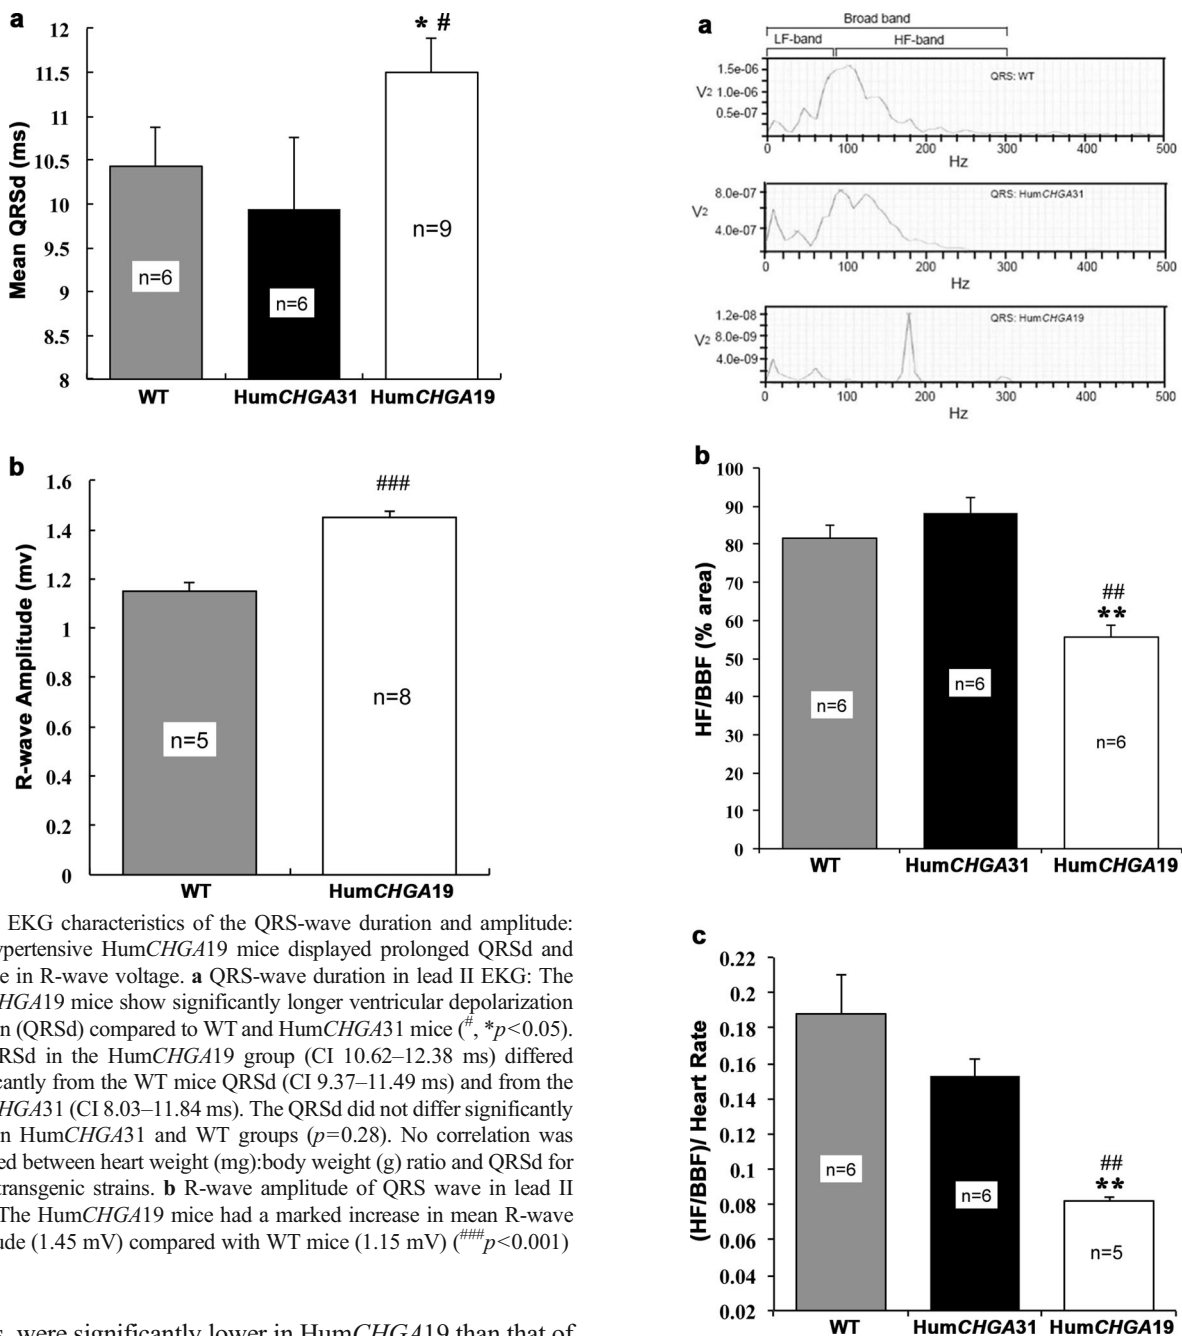 a
12
11.5
11
10.5
10
9.5
9
8.5
8
Mean QRSd (ms)
* #
n=6
n=6
n=9
WT
HumCHGA31
HumCHGA19
b
1.6
1.4
1.2
1
0.8
0.6
0.4
0.2
0
R-wave Amplitude (mv)
###
n=5
n=8
WT
HumCHGA19
EKG characteristics of the QRS-wave duration and amplitude:
ypertensive HumCHGA19 mice displayed prolonged QRSd and
e in R-wave voltage. a QRS-wave duration in lead II EKG: The
HGA19 mice show significantly longer ventricular depolarization
n (QRSd) compared to WT and HumCHGA31 mice (#, *p<0.05).
RSd in the HumCHGA19 group (CI 10.62–12.38 ms) differed
cantly from the WT mice QRSd (CI 9.37–11.49 ms) and from the
HGA31 (CI 8.03–11.84 ms). The QRSd did not differ significantly
n HumCHGA31 and WT groups (p=0.28). No correlation was
ed between heart weight (mg):body weight (g) ratio and QRSd for
transgenic strains. b R-wave amplitude of QRS wave in lead II
The HumCHGA19 mice had a marked increase in mean R-wave
ude (1.45 mV) compared with WT mice (1.15 mV) (###p<0.001)
s, were significantly lower in HumCHGA19 than that of
a
Broad band
LF-band
HF-band
1.5e-06
1.0e-06
0.5e-07
V2
QRS: WT
0 100 200 300 400 500
Hz
8.0e-07
4.0e-07
V2
QRS: HumCHGA31
0 100 200 300 400 500
Hz
1.2e-08
8.0e-09
4.0e-09
V2
QRS: HumCHGA19
0 100 200 300 400 500
Hz
b
100
90
80
70
60
50
40
30
20
10
0
HF/BBF (% area)
##
**
n=6
n=6
n=6
WT
HumCHGA31
HumCHGA19
c
0.22
0.2
0.18
0.16
0.14
0.12
0.1
0.08
0.06
0.04
0.02
(HF/BBF)/ Heart Rate
##
**
n=6
n=6
n=5
WT
HumCHGA31
HumCHGA19